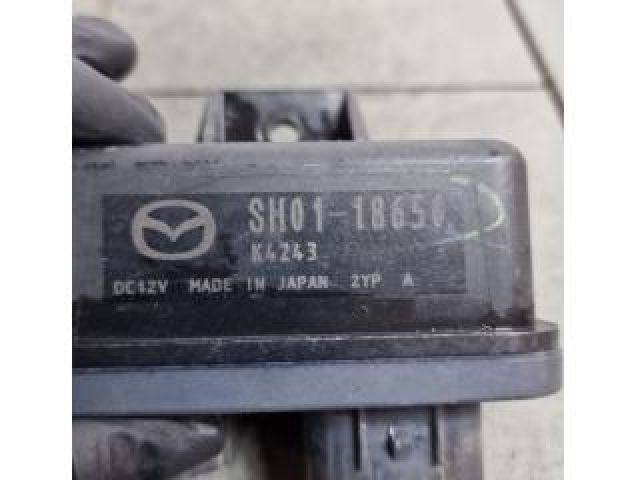 SH01-18650
K4243
DC12V MADE IN JAPAN 2YP A